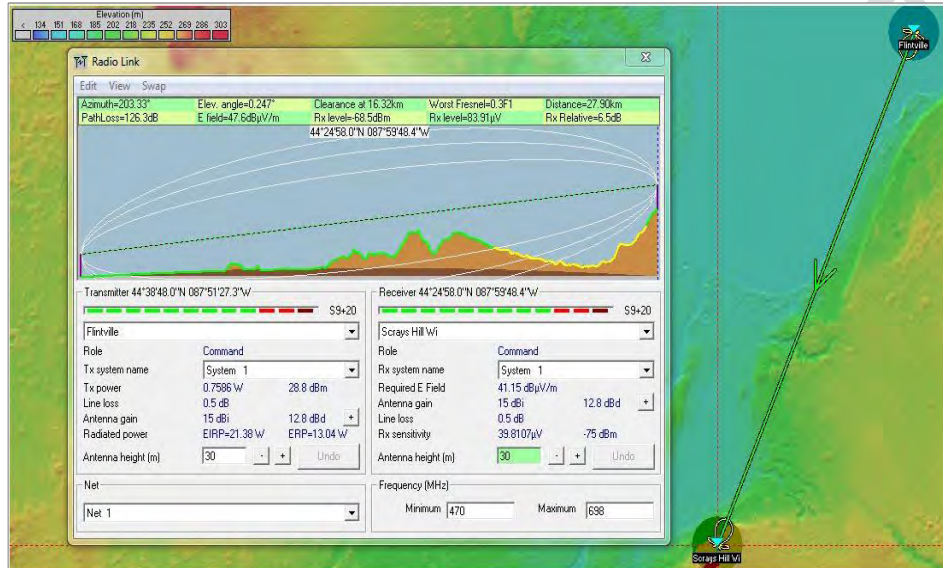 Elevation (m)
< 134 151 168 185 202 218 235 252 269 286 303
Flintville
Radio Link
Edit View Swap
Azimuth=203.33° Elev. angle=0.247° Clearance at 16.32km Worst Fresnel=0.3F1 Distance=27.90km
PathLoss=126.3dB E field=47.6dBµV/m Rx level=-68.5dBm Rx level=83.91µV Rx Relative=6.5dB
44°24'58.0"N 087°59'48.4"W
Transmitter 44°38'48.0"N 087°51'27.3"W
S9+20
Flintville
Role Command
Tx system name System 1
Tx power 0.7586 W 28.8 dBm
Line loss 0.5 dB
Antenna gain 15 dBi 12.8 dBd +
Radiated power EIRP=21.38 W ERP=13.04 W
Antenna height (m) 30 - + Undo
Net
Net 1
Receiver 44°24'58.0"N 087°59'48.4"W
S9+20
Scrays Hill Wi
Role Command
Rx system name System 1
Required E Field 41.15 dBµV/m
Antenna gain 15 dBi 12.8 dBd +
Line loss 0.5 dB
Rx sensitivity 39.8107µV -75 dBm
Antenna height (m) 30 - + Undo
Frequency (MHz)
Minimum 470 Maximum 698
Scrays Hill Wi